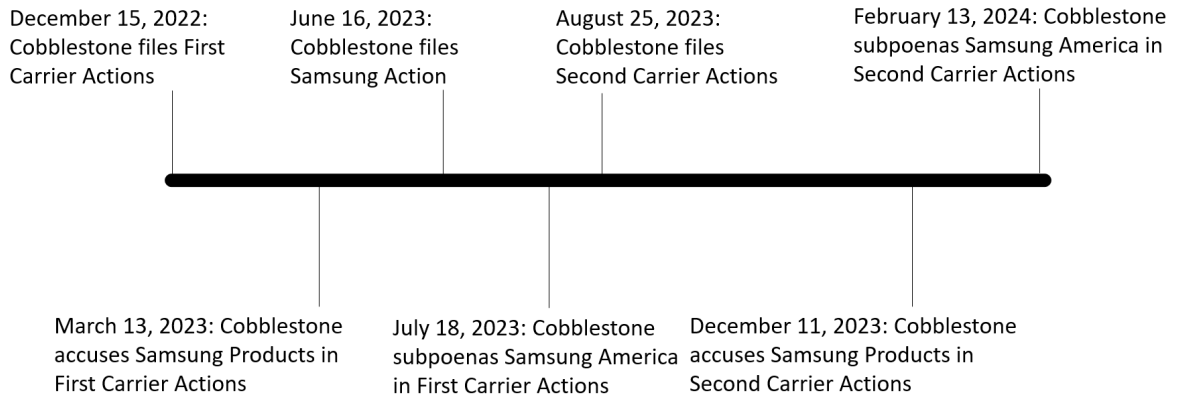 December 15, 2022:
Cobblestone files First
Carrier Actions
June 16, 2023:
Cobblestone files
Samsung Action
August 25, 2023:
Cobblestone files
Second Carrier Actions
February 13, 2024: Cobblestone
subpoenas Samsung America in
Second Carrier Actions
March 13, 2023: Cobblestone
accuses Samsung Products in
First Carrier Actions
July 18, 2023: Cobblestone
subpoenas Samsung America
in First Carrier Actions
December 11, 2023: Cobblestone
accuses Samsung Products in
Second Carrier Actions